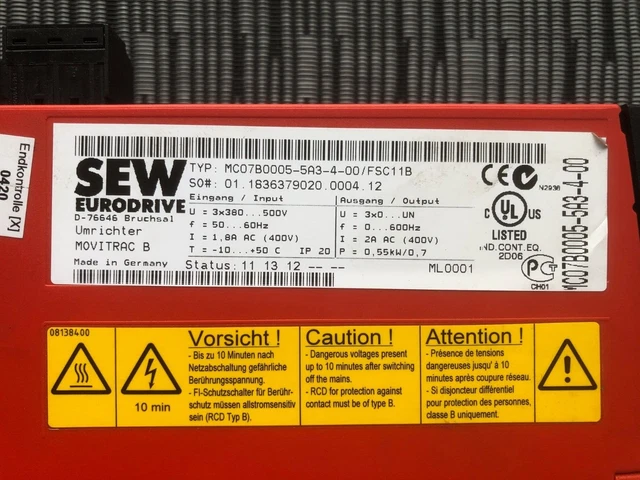 SEW
EURODRIVE
D-76646 Bruchsal
Umrichter
MOVITRAC B
Made in Germany
TYP: MC07B0005-5A3-4-00/FSC11B
SO#: 01.1836379020.0004.12
Eingang / Input
U = 3x380...500V
f = 50...60Hz
I = 1,8A AC (400V)
T = -10...+50 C IP 20
Status: 11 13 12 -- -- --
Ausgang / Output
U = 3x0...UN
f = 0...600Hz
I = 2A AC (400V)
P = 0,55kW/0,7
ML0001
CE
N2936
C UL US
LISTED
IND.CONT.EQ.
2D06
CH01
MC07B0005-5A3-4-00
Endkontrolle [X]
0420
08138400
10 min
Vorsicht !
- Bis zu 10 Minuten nach
Netzabschaltung gefährliche
Berührungsspannung.
- FI-Schutzschalter für Berühr-
schutz müssen allstromsensitiv
sein (RCD Typ B).
Caution !
- Dangerous voltages present
up to 10 minutes after switching
off the mains.
- RCD for protection against
contact must be of type B.
Attention !
- Présence de tensions
dangereuses jusqu' à 10
minutes après coupure réseau.
- Si disjoncteur différentiel
pour protection des personnes,
classe B uniquement.